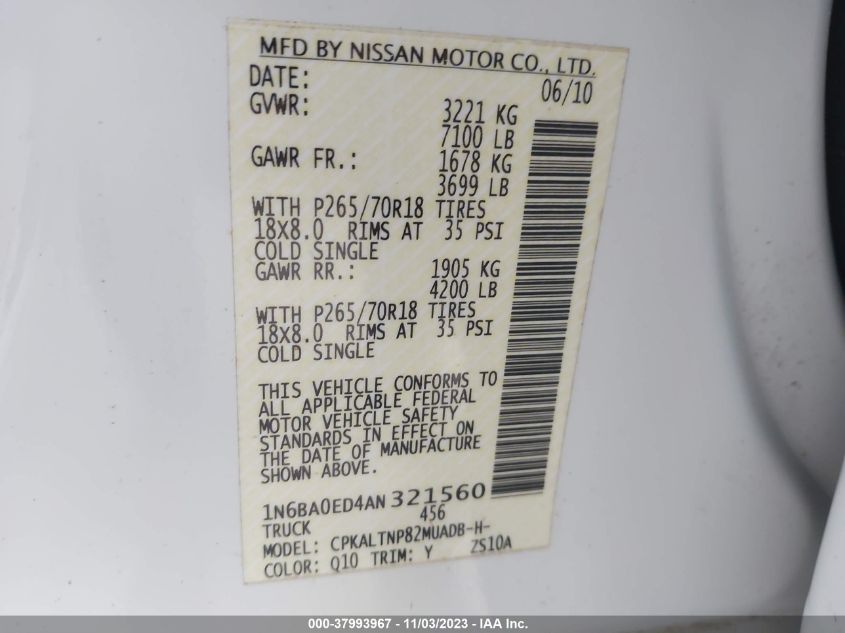 MFD BY NISSAN MOTOR CO., LTD.
DATE: 06/10
GVWR: 3221 KG
7100 LB
GAWR FR.: 1678 KG
3699 LB
WITH P265/70R18 TIRES
18X8.0 RIMS AT 35 PSI
COLD SINGLE
GAWR RR.: 1905 KG
4200 LB
WITH P265/70R18 TIRES
18X8.0 RIMS AT 35 PSI
COLD SINGLE
THIS VEHICLE CONFORMS TO
ALL APPLICABLE FEDERAL
MOTOR VEHICLE SAFETY
STANDARDS IN EFFECT ON
THE DATE OF MANUFACTURE
SHOWN ABOVE.
1N6BA0ED4AN321560
TRUCK 456
MODEL: CPKALTNP82MUADB-H-
COLOR: Q10 TRIM: Y ZS10A
000-37993967 - 11/03/2023 - IAA Inc.